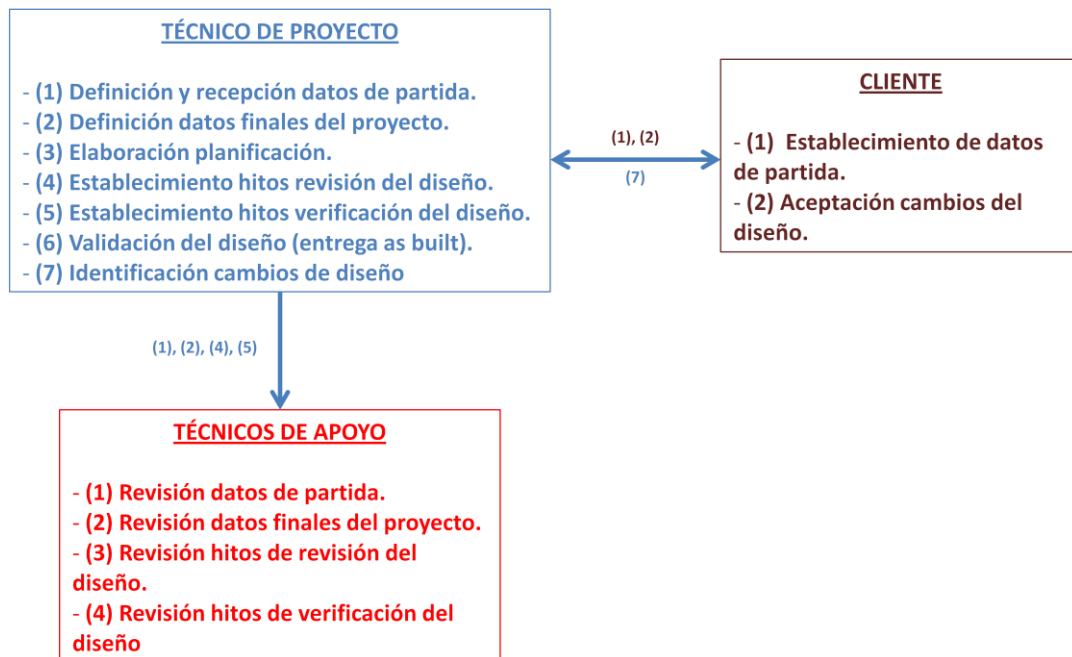 TÉCNICO DE PROYECTO
- (1) Definición y recepción datos de partida.
- (2) Definición datos finales del proyecto.
- (3) Elaboración planificación.
- (4) Establecimiento hitos revisión del diseño.
- (5) Establecimiento hitos verificación del diseño.
- (6) Validación del diseño (entrega as built).
- (7) Identificación cambios de diseño
(1), (2)
(7)
CLIENTE
- (1) Establecimiento de datos
de partida.
- (2) Aceptación cambios del
diseño.
(1), (2), (4), (5)
TÉCNICOS DE APOYO
- (1) Revisión datos de partida.
- (2) Revisión datos finales del proyecto.
- (3) Revisión hitos de revisión del
diseño.
- (4) Revisión hitos de verificación del
diseño